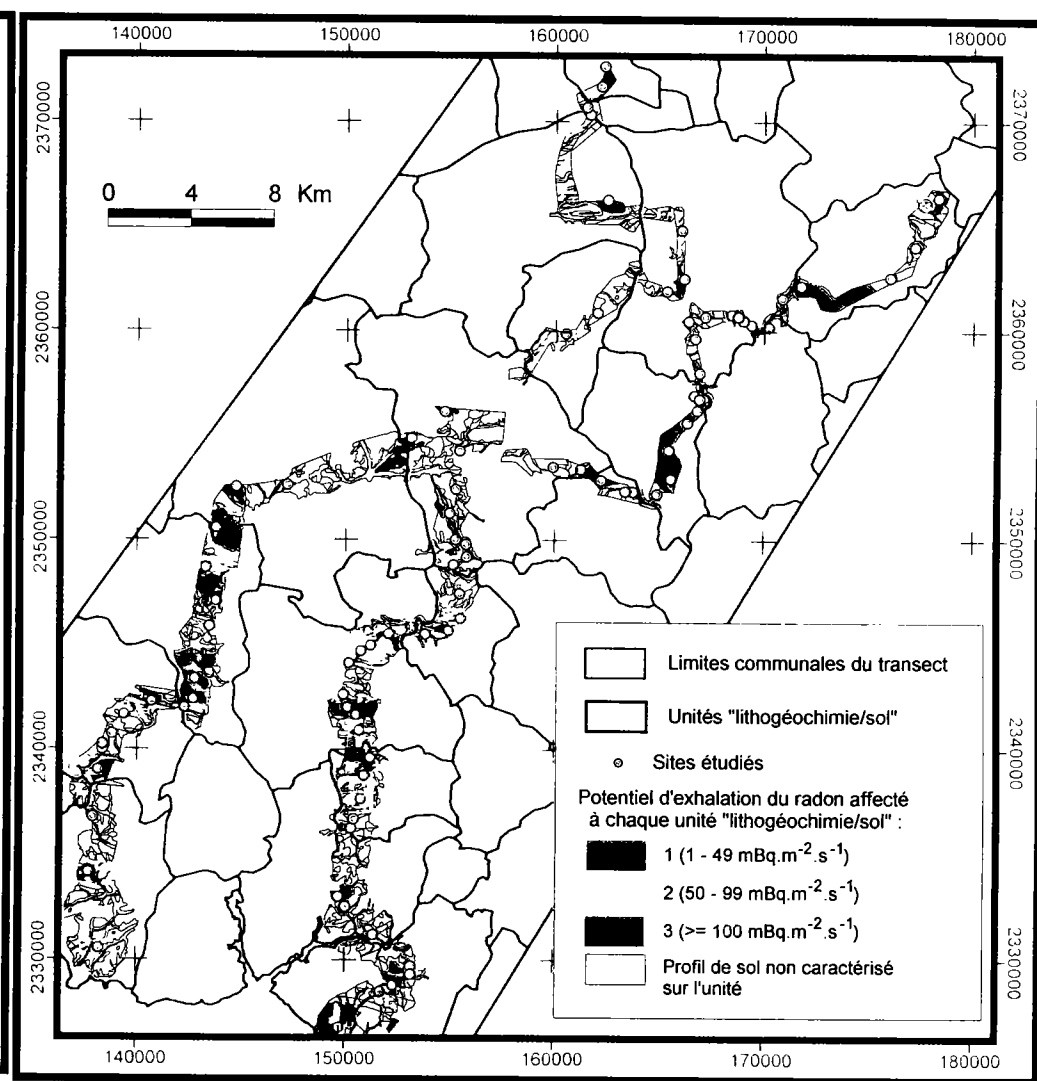 140000 150000 160000 170000 180000
2370000
2370000
0 4 8 Km
2360000
2360000
2350000
2350000
Limites communales du transect
Unités "lithogéochimie/sol"
Sites étudiés
Potentiel d'exhalation du radon affecté
à chaque unité "lithogéochimie/sol" :
1 (1 - 49 mBq.m⁻².s⁻¹)
2 (50 - 99 mBq.m⁻².s⁻¹)
3 (>= 100 mBq.m⁻².s⁻¹)
Profil de sol non caractérisé
sur l'unité
2340000
2340000
2330000
2330000
140000 150000 160000 170000 180000